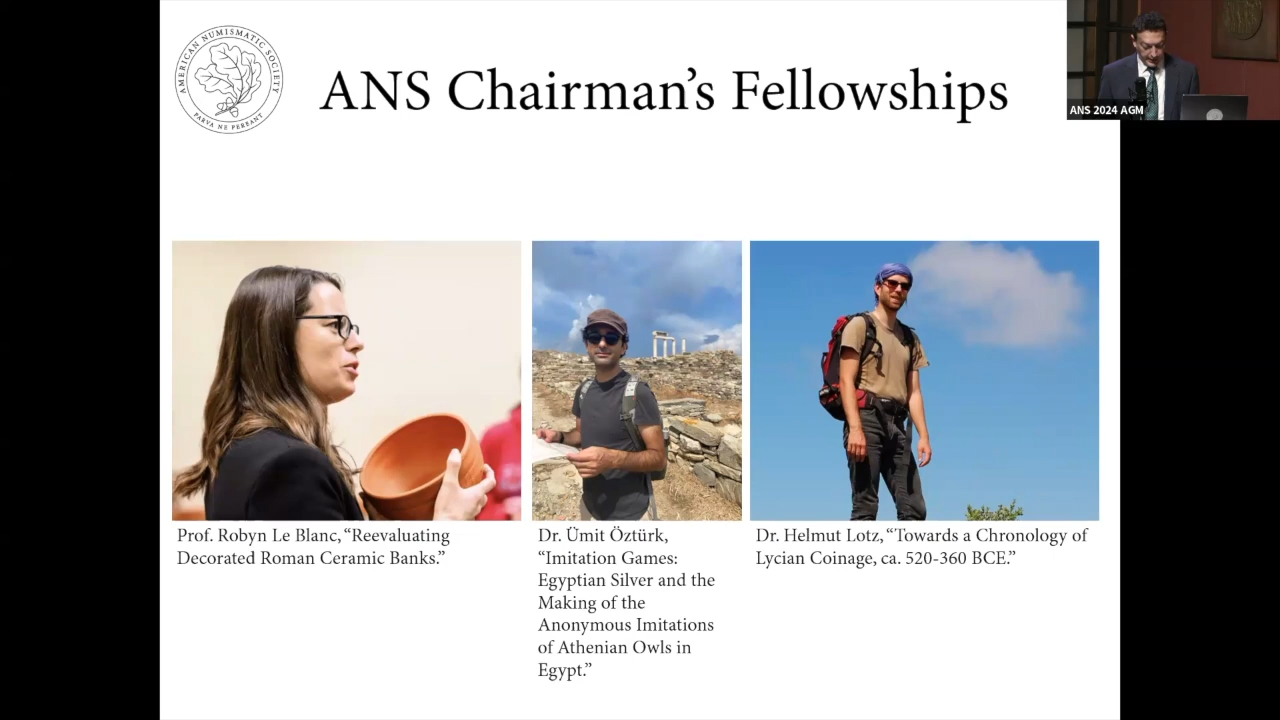 AMERICAN NUMISMATIC SOCIETY
PARVA NE PEREANT
ANS Chairman’s Fellowships
ANS 2024 AGM
Prof. Robyn Le Blanc, “Reevaluating
Decorated Roman Ceramic Banks.”
Dr. Ümit Öztürk,
“Imitation Games:
Egyptian Silver and the
Making of the
Anonymous Imitations
of Athenian Owls in
Egypt.”
Dr. Helmut Lotz, “Towards a Chronology of
Lycian Coinage, ca. 520-360 BCE.”